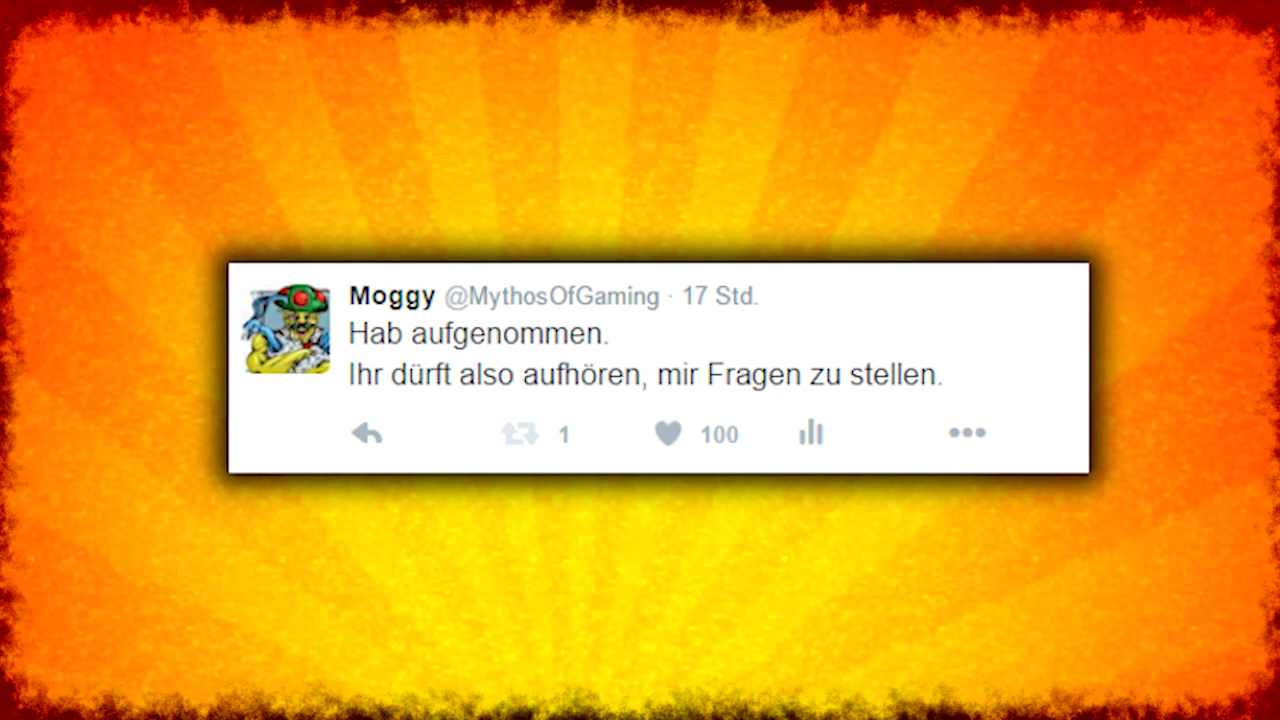 Moggy @MythosOfGaming · 17 Std.
Hab aufgenommen.
Ihr dürft also aufhören, mir Fragen zu stellen.
1 100